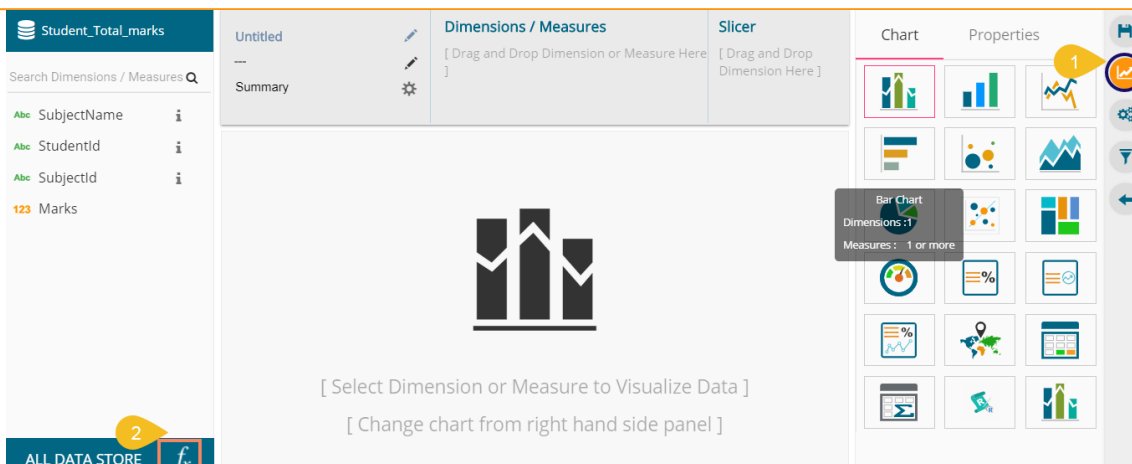 Student_Total_marks
Search Dimensions / Measures
Abc SubjectName i
Abc StudentId i
Abc SubjectId i
123 Marks
2
ALL DATA STORE fx
Untitled
---
Summary
Dimensions / Measures
[ Drag and Drop Dimension or Measure Here
]
Slicer
[ Drag and Drop
Dimension Here ]
[ Select Dimension or Measure to Visualize Data ]
[ Change chart from right hand side panel ]
Chart Properties
1
Bar Chart
Dimensions :1
Measures : 1 or more
%
%